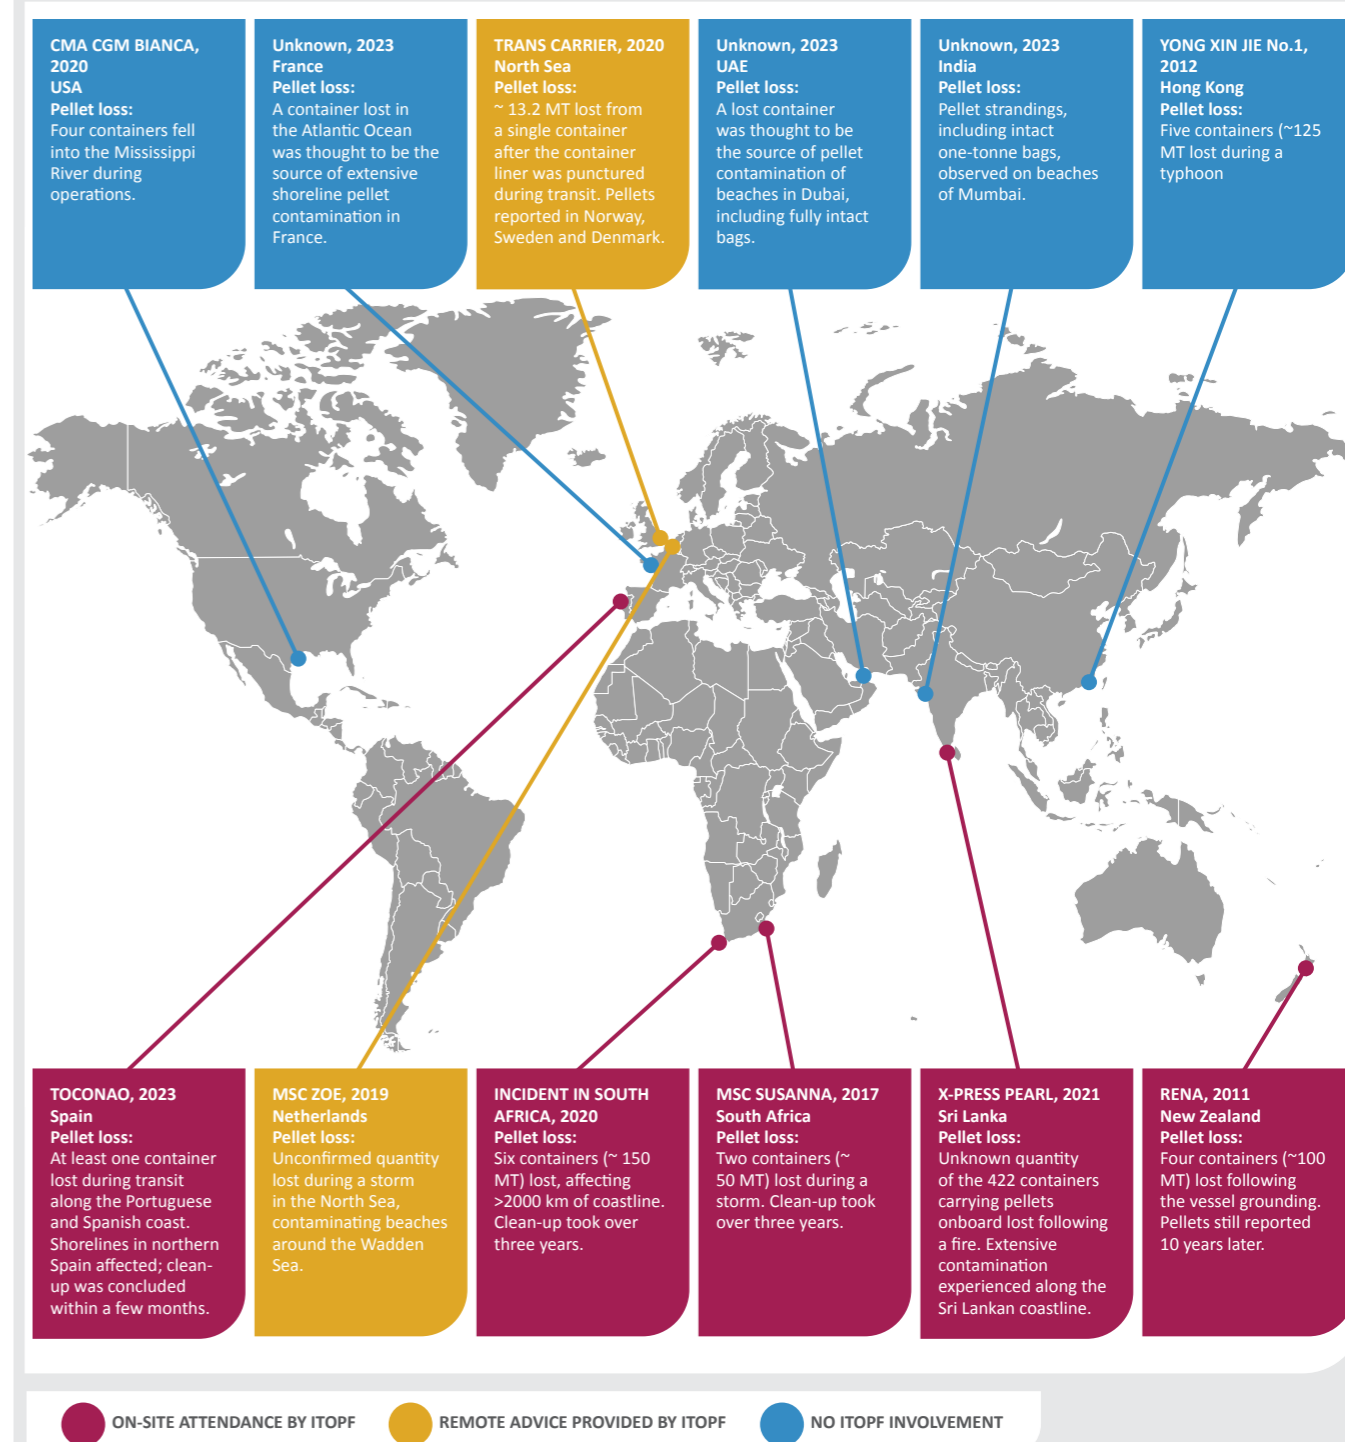 CMA CGM BIANCA,
2020
USA
Pellet loss:
Four containers fell
into the Mississippi
River during
operations.
Unknown, 2023
France
Pellet loss:
A container lost in
the Atlantic Ocean
was thought to be the
source of extensive
shoreline pellet
contamination in
France.
TRANS CARRIER, 2020
North Sea
Pellet loss:
~ 13.2 MT lost from
a single container
after the container
liner was punctured
during transit. Pellets
reported in Norway,
Sweden and Denmark.
Unknown, 2023
UAE
Pellet loss:
A lost container
was thought to be
the source of pellet
contamination of
beaches in Dubai,
including fully intact
bags.
Unknown, 2023
India
Pellet loss:
Pellet strandings,
including intact
one-tonne bags,
observed on beaches
of Mumbai.
YONG XIN JIE No.1,
2012
Hong Kong
Pellet loss:
Five containers (~125
MT lost during a
typhoon
TOCONAO, 2023
Spain
Pellet loss:
At least one container
lost during transit
along the Portuguese
and Spanish coast.
Shorelines in northern
Spain affected; clean-
up was concluded
within a few months.
MSC ZOE, 2019
Netherlands
Pellet loss:
Unconfirmed quantity
lost during a storm
in the North Sea,
contaminating beaches
around the Wadden
Sea.
INCIDENT IN SOUTH
AFRICA, 2020
Pellet loss:
Six containers (~ 150
MT) lost, affecting
>2000 km of coastline.
Clean-up took over
three years.
MSC SUSANNA, 2017
South Africa
Pellet loss:
Two containers (~
50 MT) lost during a
storm. Clean-up took
over three years.
X-PRESS PEARL, 2021
Sri Lanka
Pellet loss:
Unknown quantity
of the 422 containers
carrying pellets
onboard lost following
a fire. Extensive
contamination
experienced along the
Sri Lankan coastline.
RENA, 2011
New Zealand
Pellet loss:
Four containers (~100
MT) lost following
the vessel grounding.
Pellets still reported
10 years later.
ON-SITE ATTENDANCE BY ITOPF
REMOTE ADVICE PROVIDED BY ITOPF
NO ITOPF INVOLVEMENT